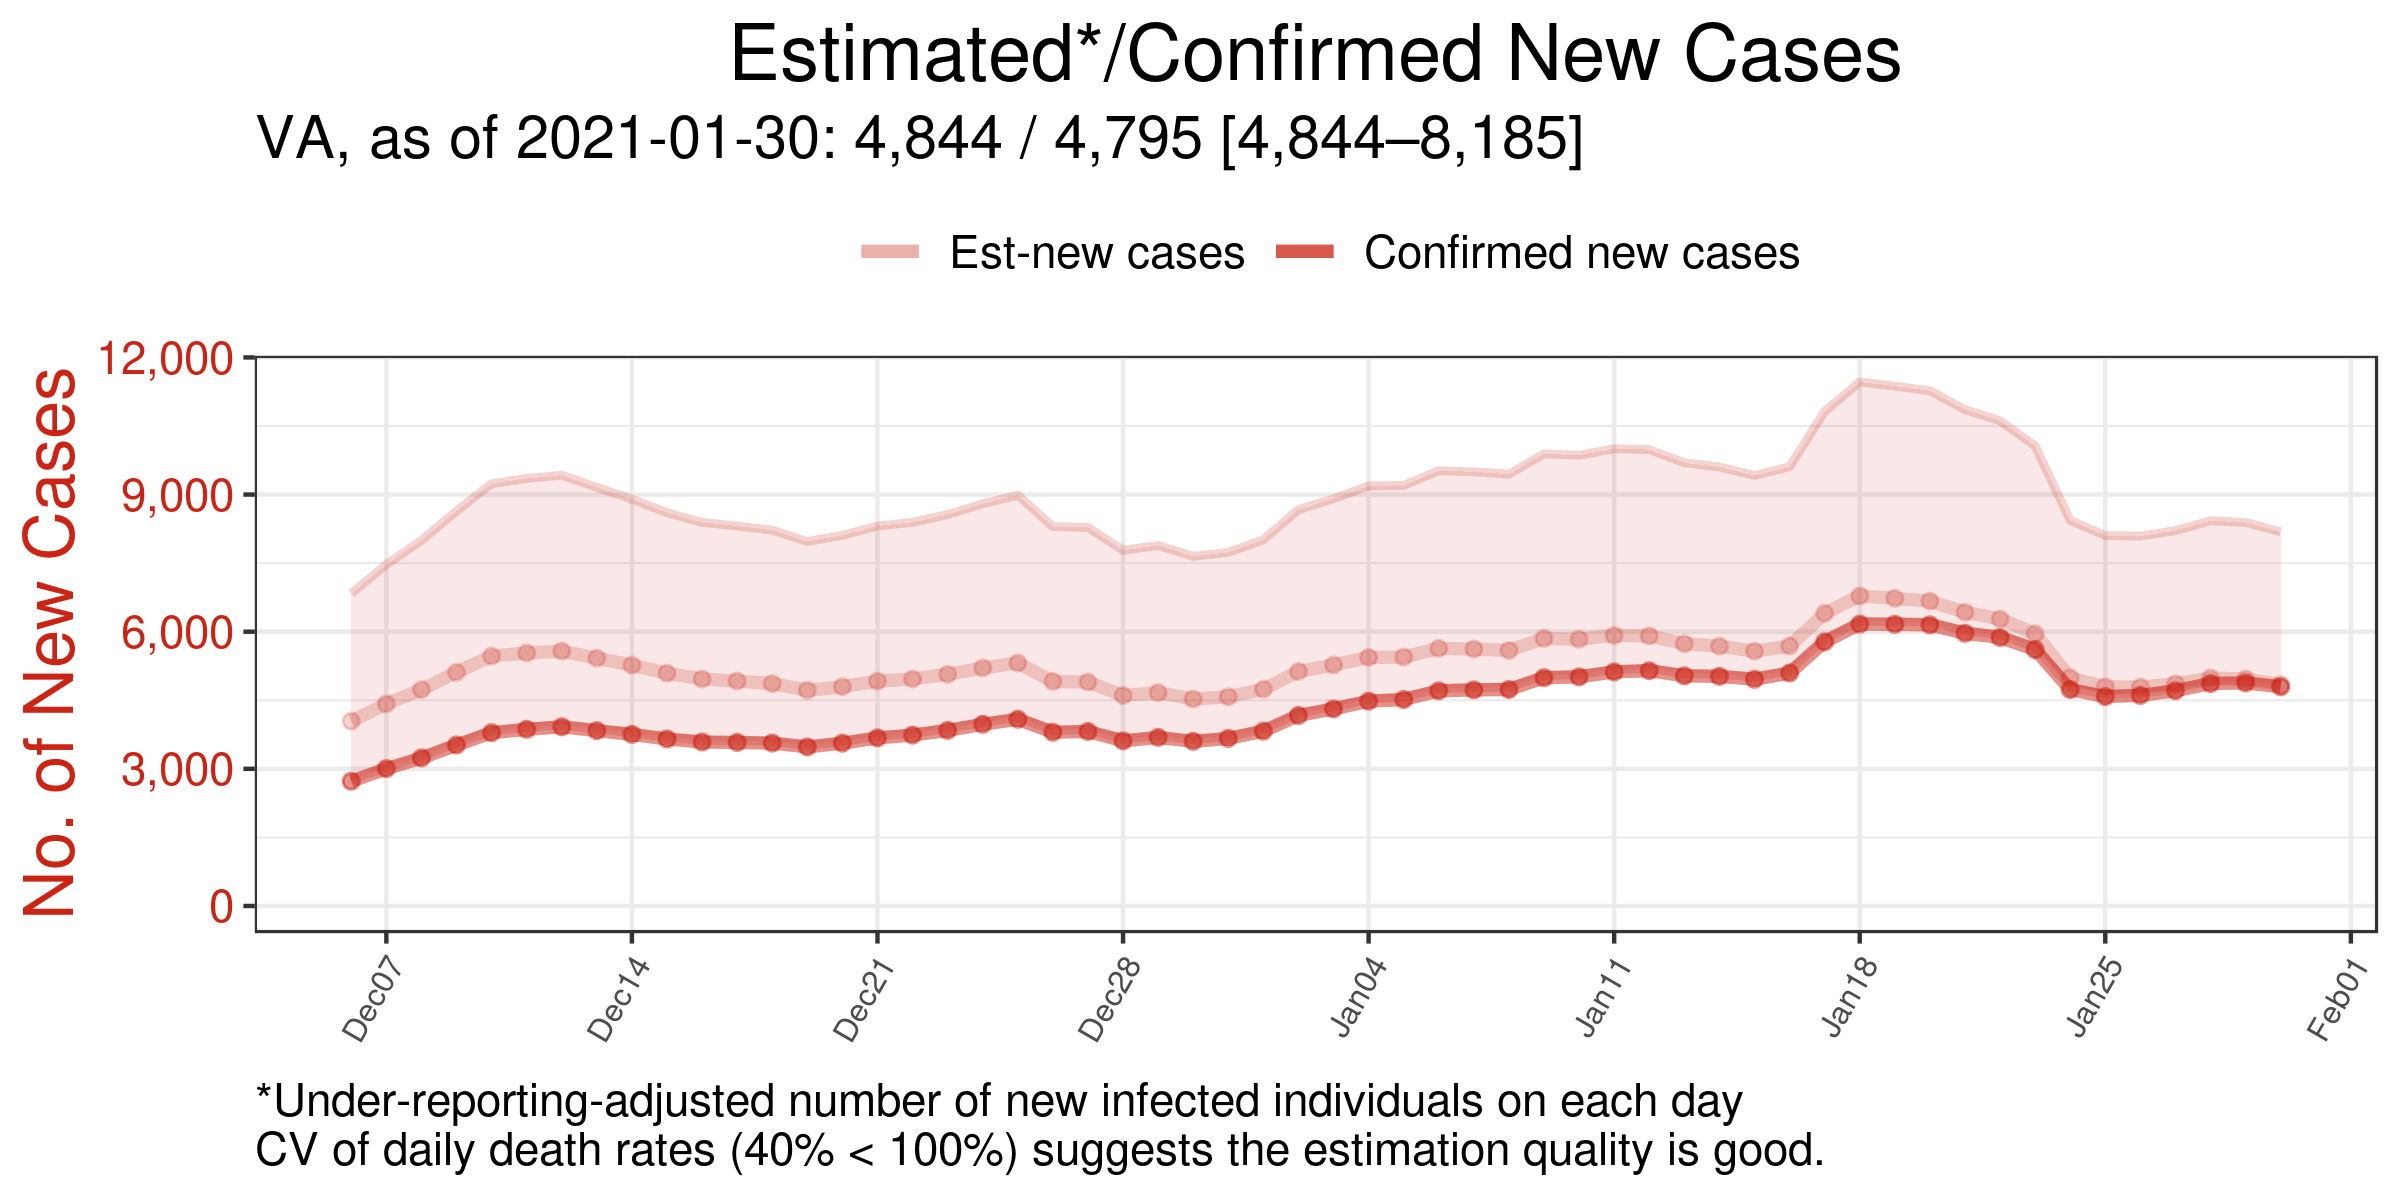 Estimated*/Confirmed New Cases
VA, as of 2021-01-30: 4,844 / 4,795 [4,844–8,185]
Est-new cases
Confirmed new cases
No. of New Cases
12,000
9,000
6,000
3,000
0
Dec07
Dec14
Dec21
Dec28
Jan04
Jan11
Jan18
Jan25
Feb01
*Under-reporting-adjusted number of new infected individuals on each day
CV of daily death rates (40% < 100%) suggests the estimation quality is good.